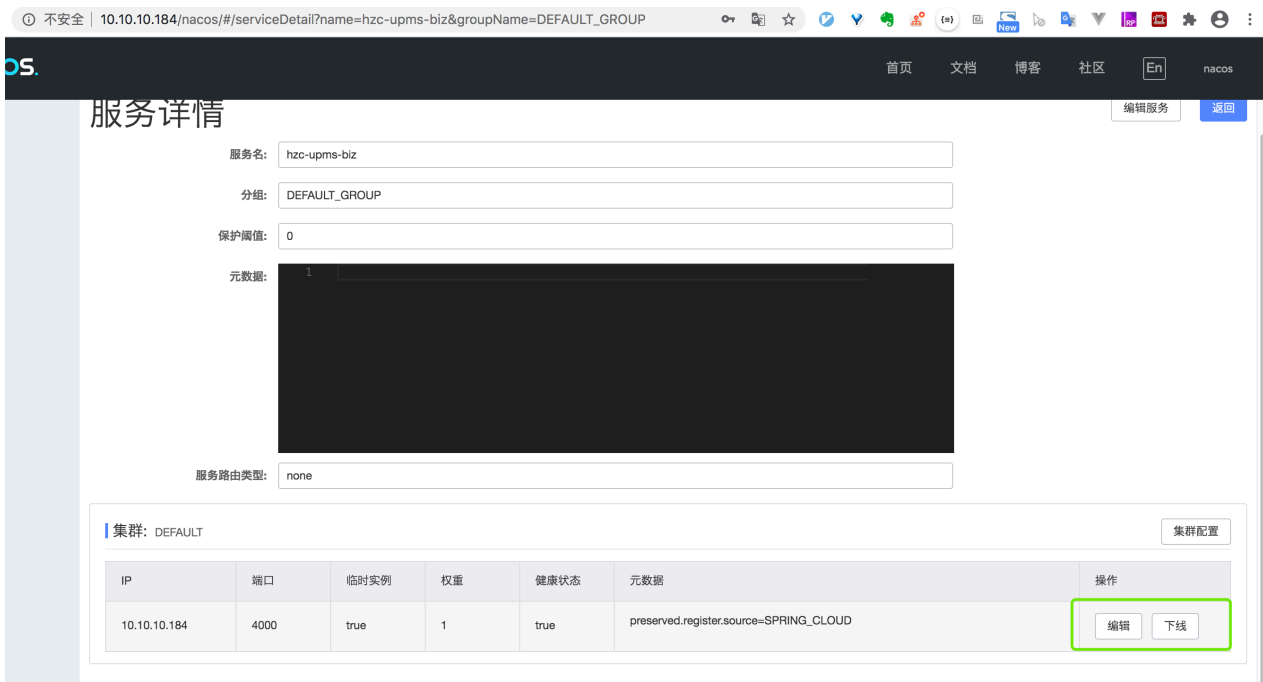 不安全 10.10.10.184/nacos/#/serviceDetail?name=hzc-upms-biz&groupName=DEFAULT_GROUP
New
RP
OS. 首页 文档 博客 社区 En nacos
服务详情 编辑服务 返回
服务名: hzc-upms-biz
分组: DEFAULT_GROUP
保护阈值: 0
元数据: 1
服务路由类型: none
集群: DEFAULT 集群配置
IP 端口 临时实例 权重 健康状态 元数据 操作
10.10.10.184 4000 true 1 true preserved.register.source=SPRING_CLOUD 编辑 下线